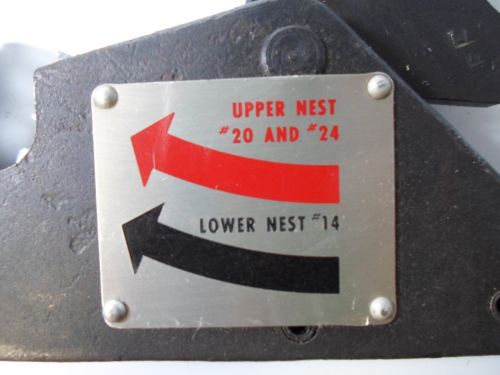 UPPER NEST
#20 AND #24
LOWER NEST #14